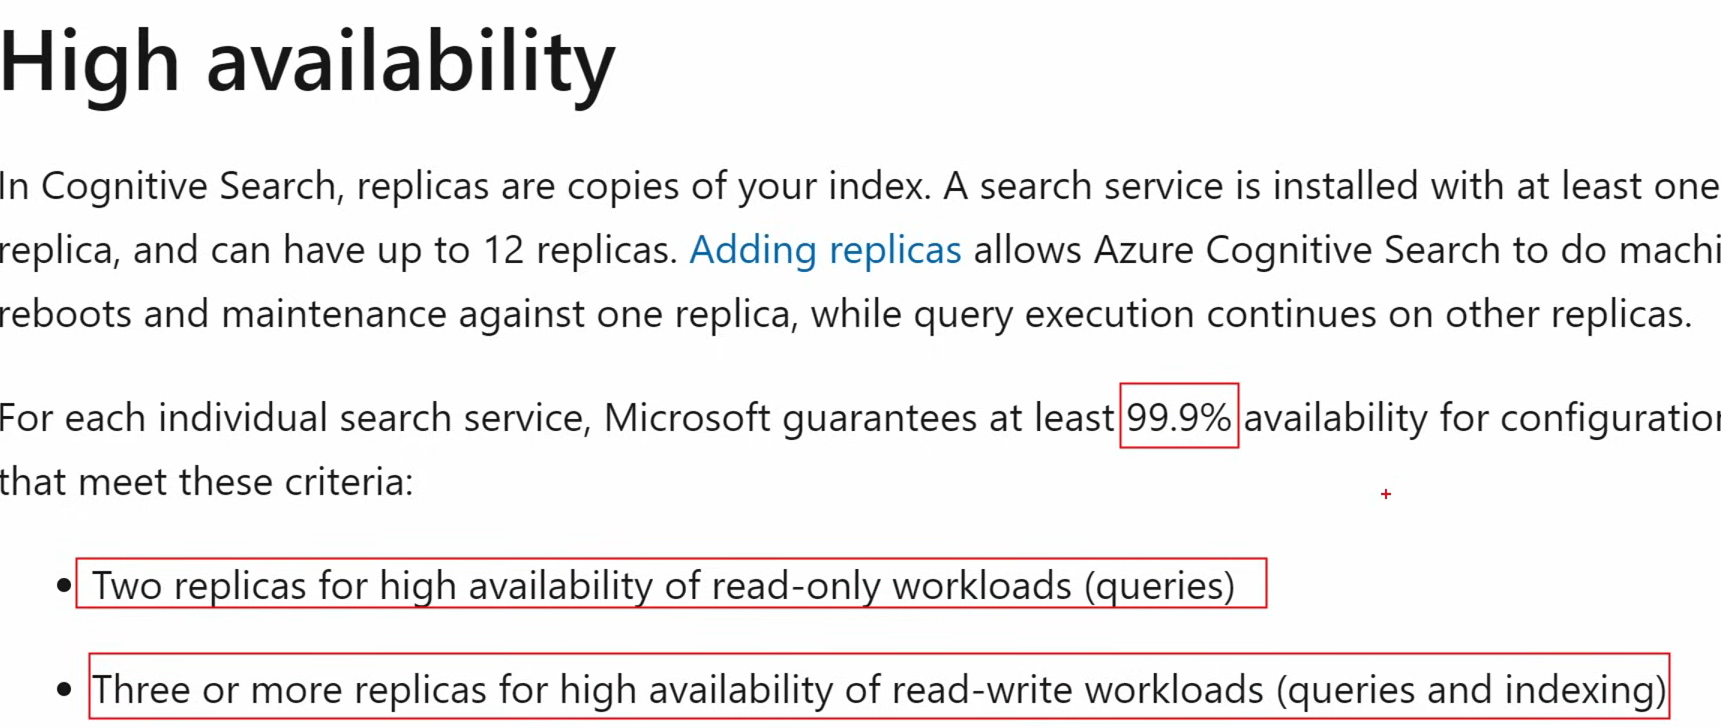 High availability
In Cognitive Search, replicas are copies of your index. A search service is installed with at least one
replica, and can have up to 12 replicas. Adding replicas allows Azure Cognitive Search to do machi
reboots and maintenance against one replica, while query execution continues on other replicas.
For each individual search service, Microsoft guarantees at least 99.9% availability for configuration
that meet these criteria:
• Two replicas for high availability of read-only workloads (queries)
• Three or more replicas for high availability of read-write workloads (queries and indexing)